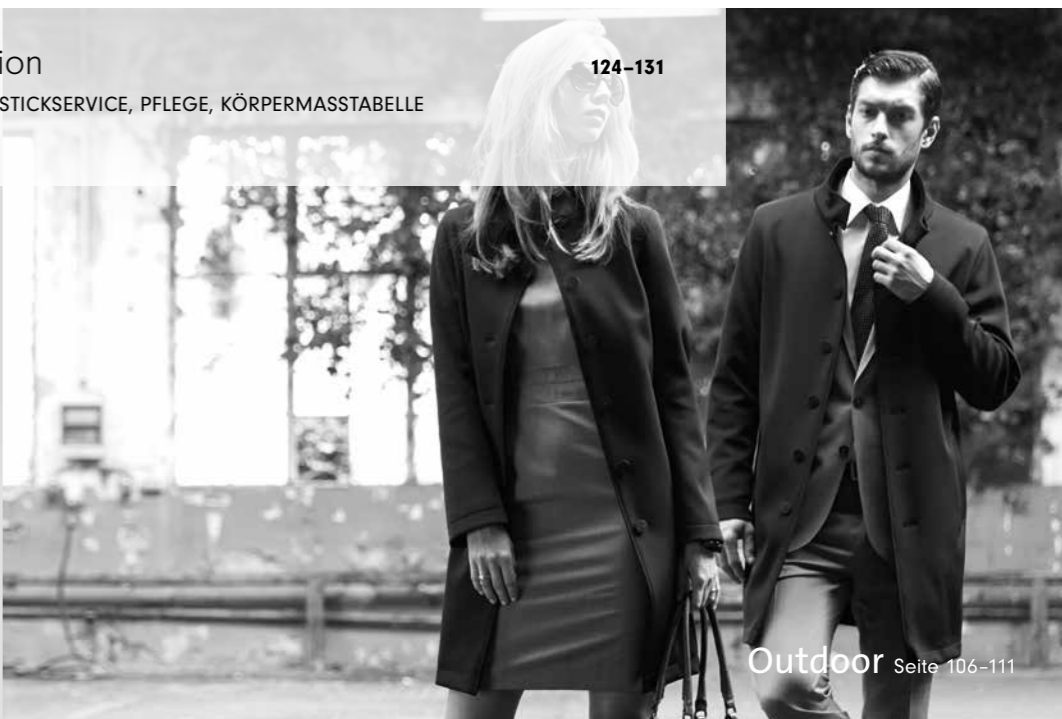 ion 124–131
STICKSERVICE, PFLEGE, KÖRPERMASSTABELLE
Outdoor Seite 106–111